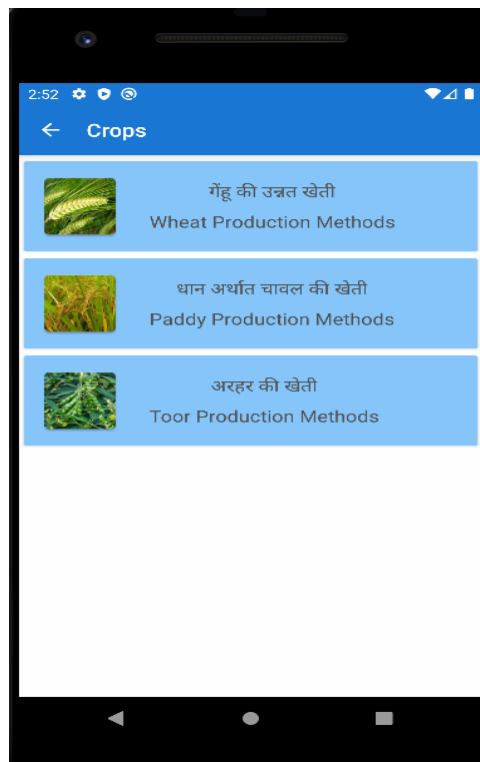 2:52
Crops
गेंहू की उन्नत खेती
Wheat Production Methods
धान अर्थात चावल की खेती
Paddy Production Methods
अरहर की खेती
Toor Production Methods